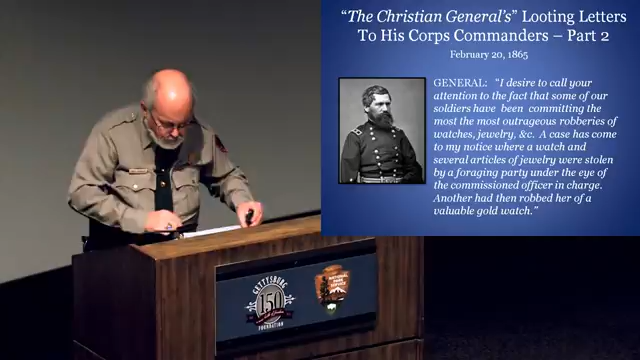 “The Christian General’s” Looting Letters
To His Corps Commanders – Part 2
February 20, 1865
GENERAL: “I desire to call your
attention to the fact that some of our
soldiers have been committing the
most the most outrageous robberies of
watches, jewelry, &c. A case has come
to my notice where a watch and
several articles of jewelry were stolen
by a foraging party under the eye of
the commissioned officer in charge.
Another had then robbed her of a
valuable gold watch.”
GETTYSBURG
150
FOUNDATION
NATIONAL
PARK
SERVICE